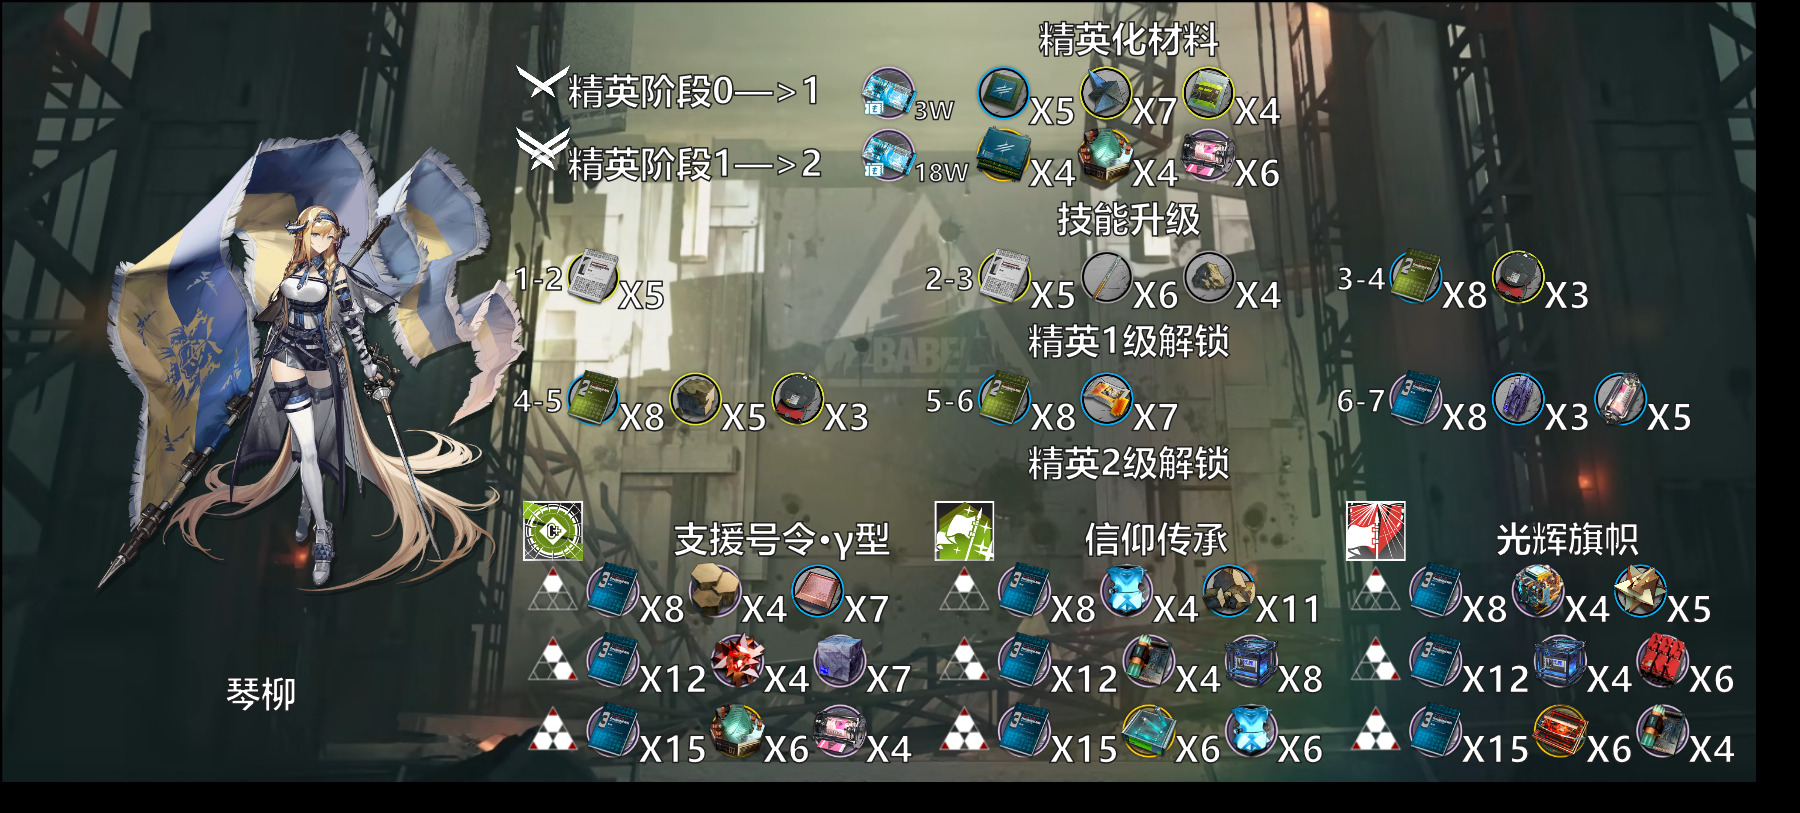 精英化材料
精英阶段0—>1 3W X5 X7 X4
精英阶段1—>2 18W X4 X4 X6
技能升级
1-2 X5 2-3 X5 X6 X4 3-4 X8 X3
精英1级解锁
BABEL
4-5 X8 X5 X3 5-6 X8 X7 6-7 X8 X3 X5
精英2级解锁
支援号令·γ型 信仰传承 光辉旗帜
X8 X4 X7 X8 X4 X11 X8 X4 X5
X12 X4 X7 X12 X4 X8 X12 X4 X6
琴柳
X15 X6 X4 X15 X6 X6 X15 X6 X4